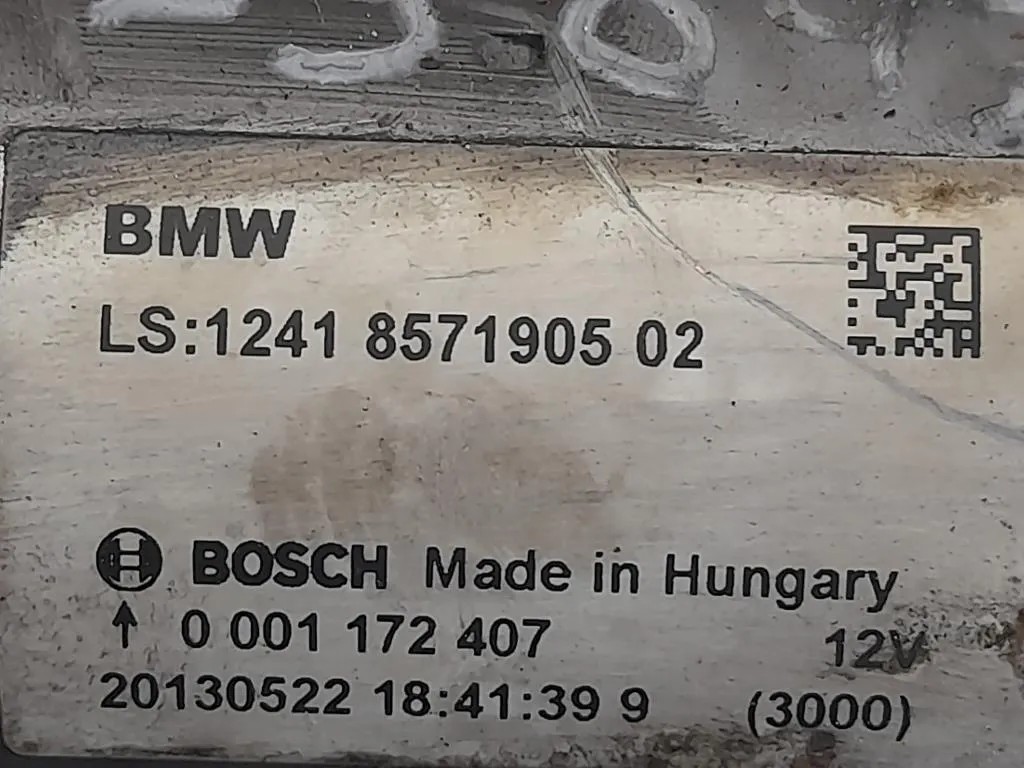 BMW
LS:1241 8571905 02
BOSCH Made in Hungary
↑ 0 001 172 407 12V
20130522 18:41:39 9 (3000)